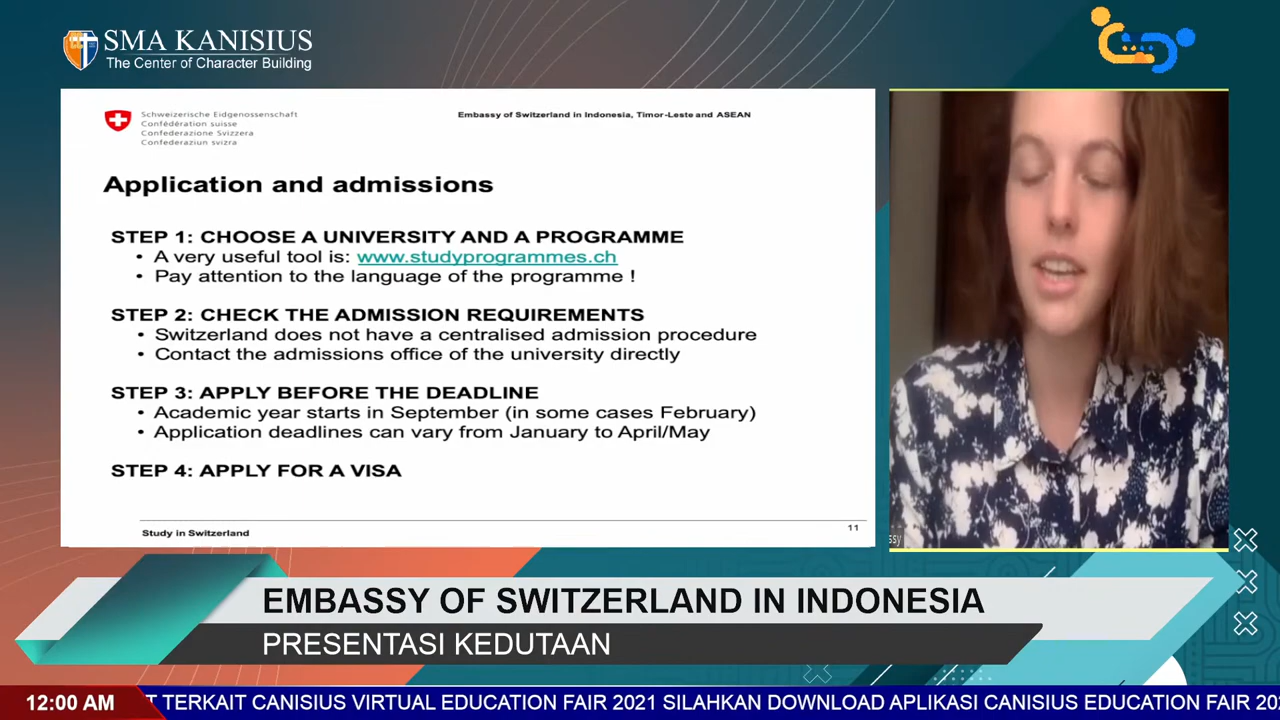 SMA KANISIUS
The Center of Character Building
Schweizerische Eidgenossenschaft
Confédération suisse
Confederazione Svizzera
Confederaziun svizra
Embassy of Switzerland in Indonesia, Timor-Leste and ASEAN
Application and admissions
STEP 1: CHOOSE A UNIVERSITY AND A PROGRAMME
• A very useful tool is: www.studyprogrammes.ch
• Pay attention to the language of the programme !
STEP 2: CHECK THE ADMISSION REQUIREMENTS
• Switzerland does not have a centralised admission procedure
• Contact the admissions office of the university directly
STEP 3: APPLY BEFORE THE DEADLINE
• Academic year starts in September (in some cases February)
• Application deadlines can vary from January to April/May
STEP 4: APPLY FOR A VISA
Study in Switzerland
11
EMBASSY OF SWITZERLAND IN INDONESIA
PRESENTASI KEDUTAAN
12:00 AM
TERKAIT CANISIUS VIRTUAL EDUCATION FAIR 2021 SILAHKAN DOWNLOAD APLIKASI CANISIUS EDUCATION FAIR